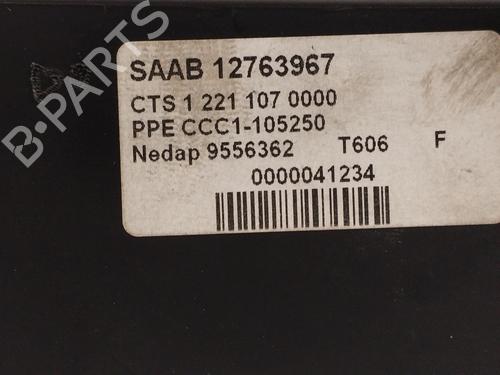 B-PARTS
SAAB 12763967
CTS 1 221 107 0000
PPE CCC1-105250
Nedap 9556362 T606 F
0000041234